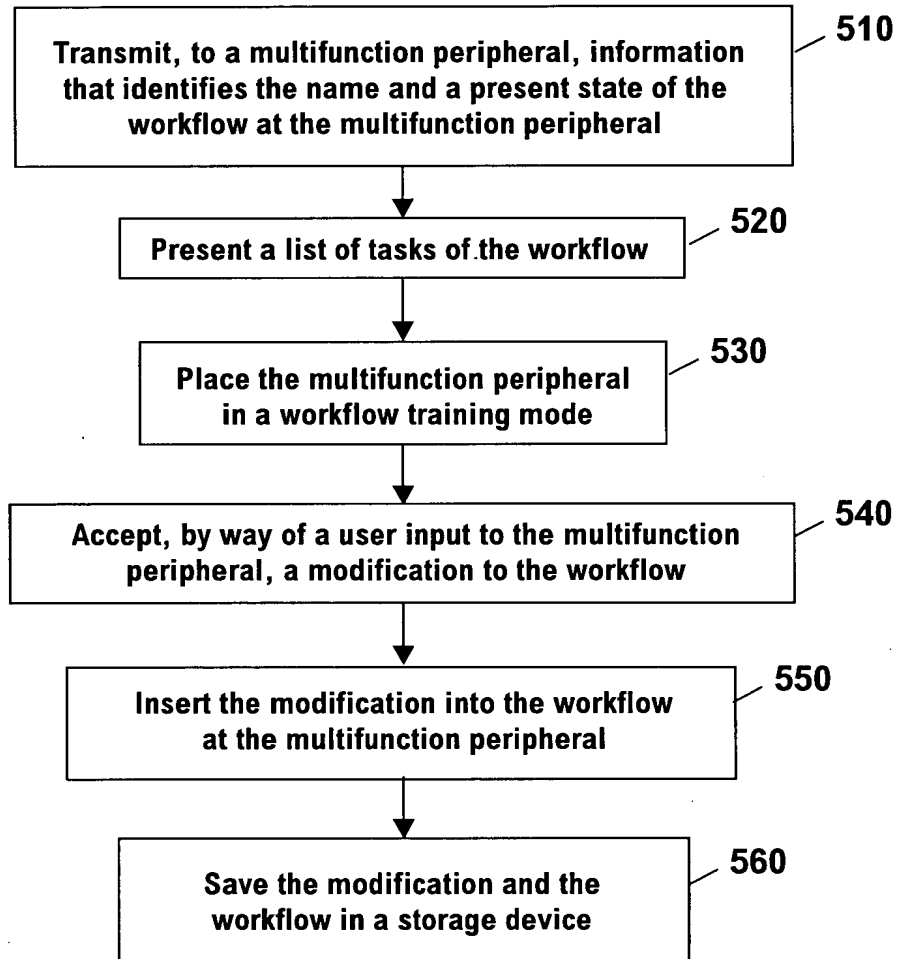 Transmit, to a multifunction peripheral, information
that identifies the name and a present state of the
workflow at the multifunction peripheral
510
Present a list of tasks of the workflow
520
Place the multifunction peripheral
in a workflow training mode
530
Accept, by way of a user input to the multifunction
peripheral, a modification to the workflow
540
Insert the modification into the workflow
at the multifunction peripheral
550
Save the modification and the
workflow in a storage device
560